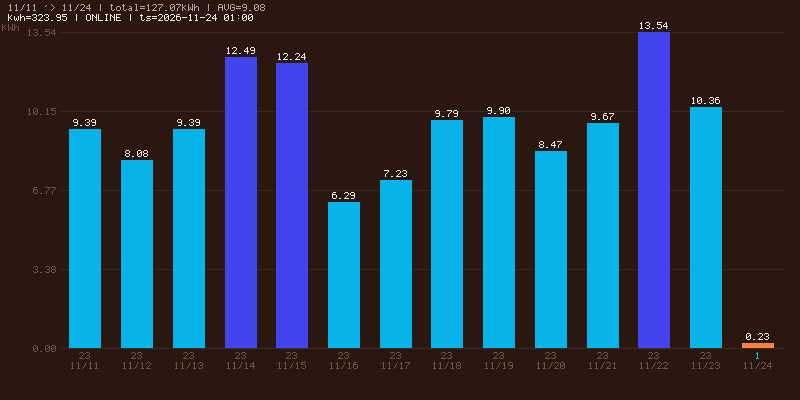 11/11 -> 11/24 | total=127.07kWh | AVG=9.08
Kwh=323.95 | ONLINE | ts=2026-11-24 01:00
kWh
13.54
10.15
6.77
3.38
0.00
9.39 8.08 9.39 12.49 12.24 6.29 7.23 9.79 9.90 8.47 9.67 13.54 10.36 0.23
23 23 23 23 23 23 23 23 23 23 23 23 23 1
11/11 11/12 11/13 11/14 11/15 11/16 11/17 11/18 11/19 11/20 11/21 11/22 11/23 11/24